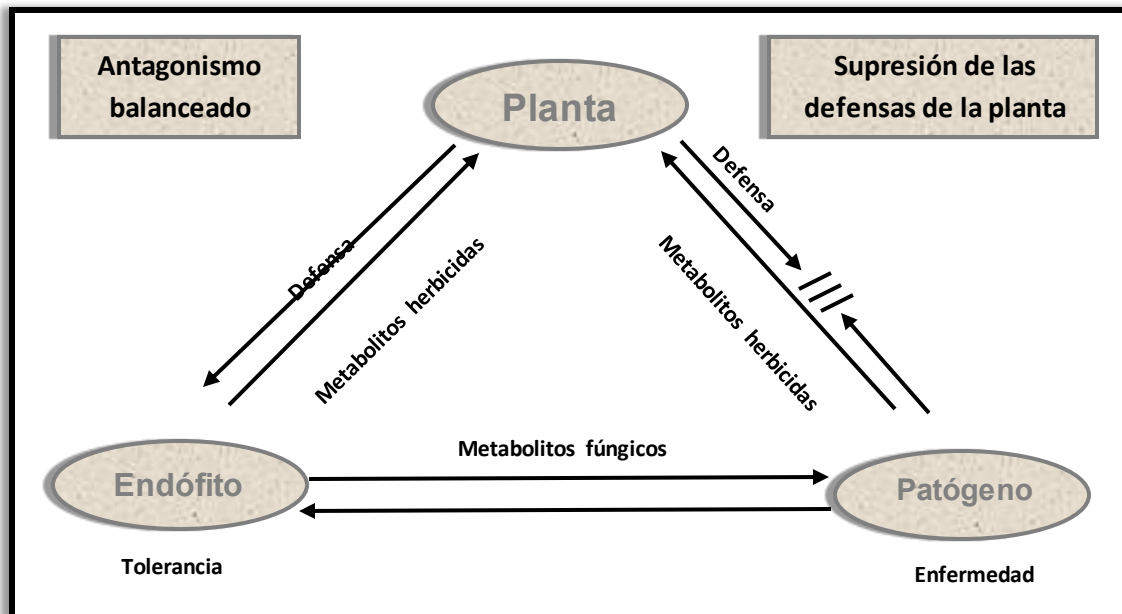 Antagonismo
balanceado
Planta
Supresión de las
defensas de la planta
Defensa
Metabolitos herbicidas
Defensa
Metabolitos herbicidas
Metabolitos fúngicos
Endófito
Patógeno
Tolerancia
Enfermedad